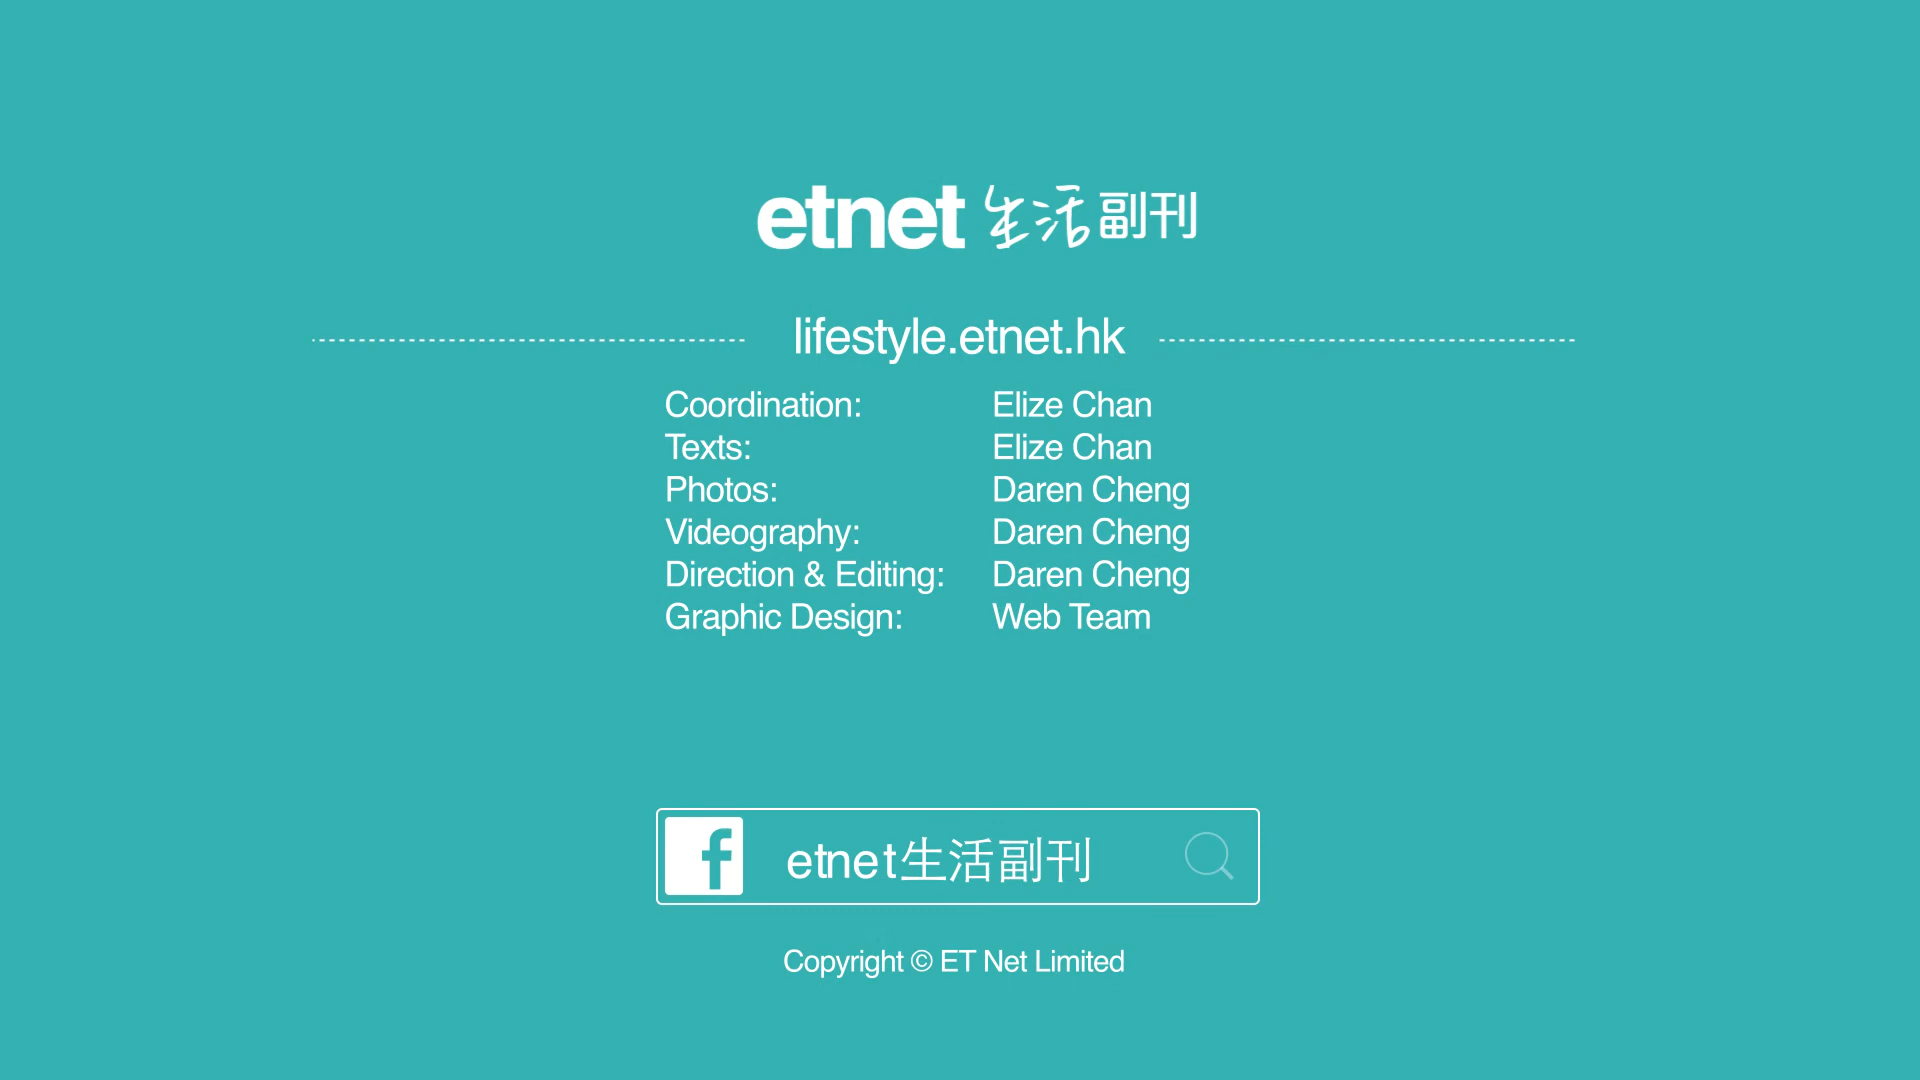 etnet 生活副刊
lifestyle.etnet.hk
Coordination: Elize Chan
Texts: Elize Chan
Photos: Daren Cheng
Videography: Daren Cheng
Direction & Editing: Daren Cheng
Graphic Design: Web Team
f etnet生活副刊
Copyright © ET Net Limited